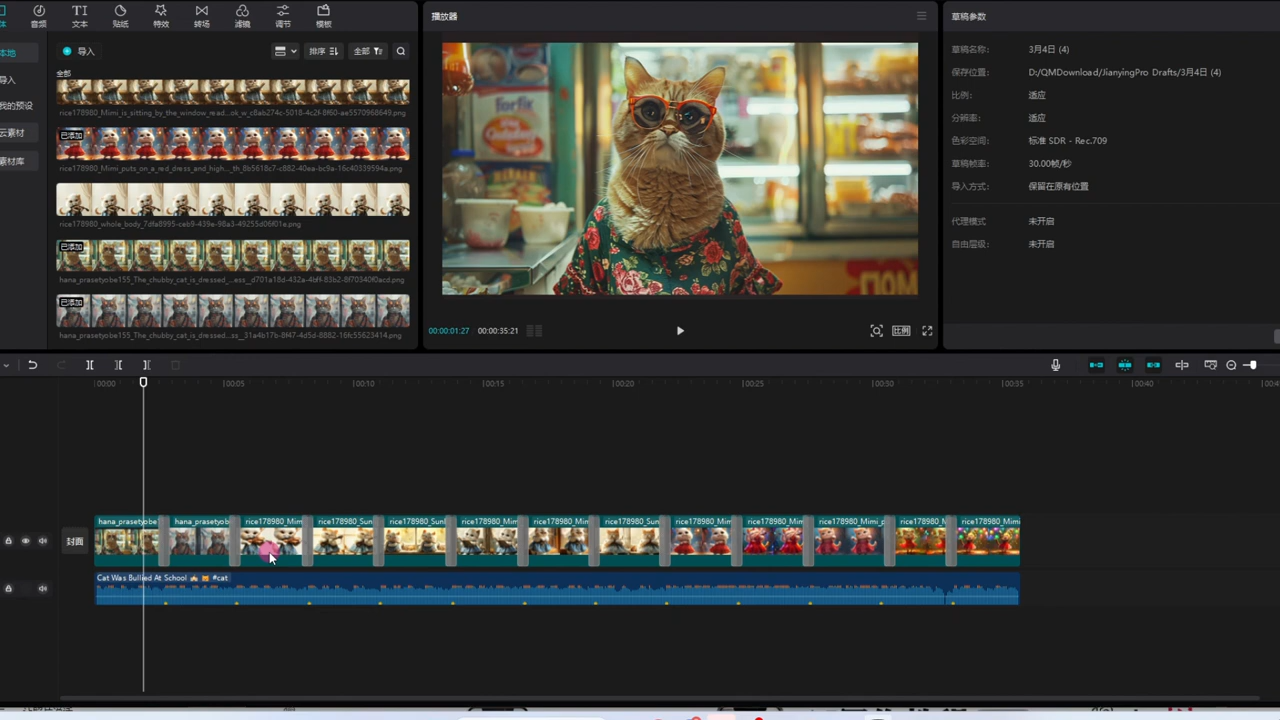 音频
文本
贴纸
特效
转场
滤镜
调节
模板
播放器
草稿参数
本地
导入
排序
全部
全部
导入
我的预设
云素材
素材库
rice178980_Mimi_is_sitting_by_the_window_read...ok_w_c8ab274c-5018-4c2f-8f60-ae5570968649.png
已添加
rice178980_Mimi_puts_on_a_red_dress_and_high..._th_8b5618c7-c882-40ea-bc9a-16c40339594a.png
rice178980_whole_body_7dfa8995-ceb9-439e-98a3-49255d06f01e.png
已添加
hana_prasetyobe155_The_chubby_cat_is_dressed_...ess__d701a18d-432a-4bff-83b2-8f70340f0acd.png
已添加
hana_prasetyobe155_The_chubby_cat_is_dressed...ss__31a4b17b-8f47-4d5d-8882-16fc55623414.png
forfix
00:00:01:27
00:00:35:21
比例
草稿名称:
3月4日 (4)
保存位置:
D:/QMDownload/JianyingPro Drafts/3月4日 (4)
比例:
适应
分辨率:
适应
色彩空间:
标准 SDR - Rec.709
草稿帧率:
30.00帧/秒
导入方式:
保留在原有位置
代理模式
未开启
自由层级:
未开启
00:00
00:05
00:10
00:15
00:20
00:25
00:30
00:35
00:40
封面
hana_prasetyobe
hana_prasetyob
rice178980_Mim
rice178980_Sun
rice178980_Sun
rice178980_Mim
rice178980_Mim
rice178980_Sun
rice178980_Mim
rice178980_Mim
rice178980_Mimi_p
rice178980_M
rice178980_Mimi
Cat Was Bullied At School #cat